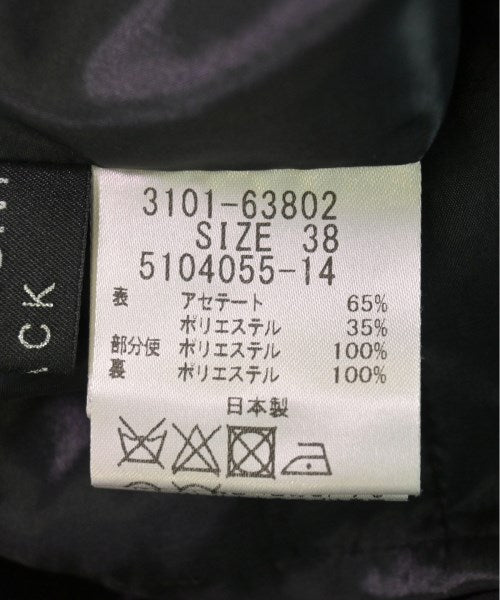 3101-63802
SIZE 38
5104055-14
表 アセテート 65%
ポリエステル 35%
部分使 ポリエステル 100%
裏 ポリエステル 100%
日本製
ACK